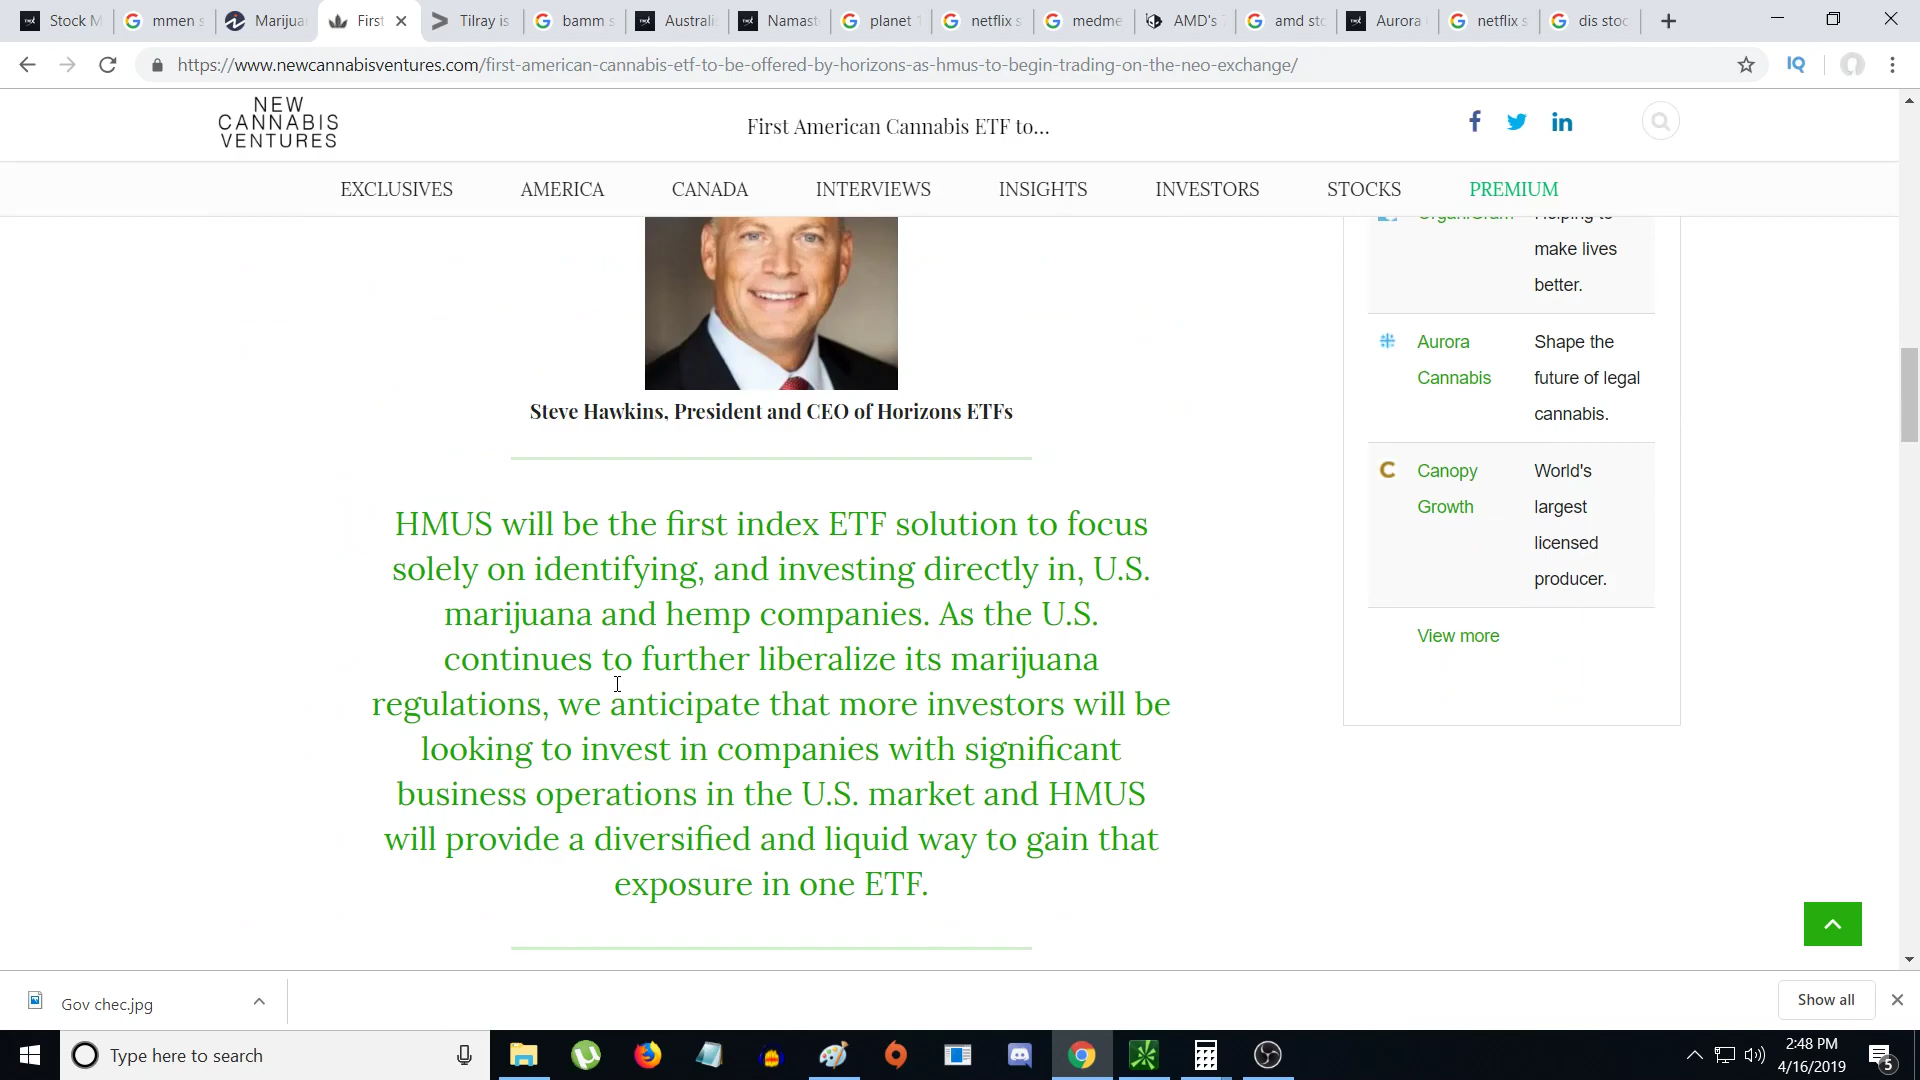 Stock M
mmen s
Marijua
First
Tilray is
bamm s
Australi
Namast
planet 1
netflix s
medme
AMD's 7
amd sto
Aurora
netflix s
dis stoc
https://www.newcannabisventures.com/first-american-cannabis-etf-to-be-offered-by-horizons-as-hmus-to-begin-trading-on-the-neo-exchange/
IQ
NEW
CANNABIS
VENTURES
First American Cannabis ETF to...
EXCLUSIVES
AMERICA
CANADA
INTERVIEWS
INSIGHTS
INVESTORS
STOCKS
PREMIUM
Steve Hawkins, President and CEO of Horizons ETFs
HMUS will be the first index ETF solution to focus
solely on identifying, and investing directly in, U.S.
marijuana and hemp companies. As the U.S.
continues to further liberalize its marijuana
regulations, we anticipate that more investors will be
looking to invest in companies with significant
business operations in the U.S. market and HMUS
will provide a diversified and liquid way to gain that
exposure in one ETF.
OrganiGram
Helping to
make lives
better.
Aurora
Cannabis
Shape the
future of legal
cannabis.
Canopy
Growth
World's
largest
licensed
producer.
View more
Gov chec.jpg
Show all
Type here to search
2:48 PM
4/16/2019
5